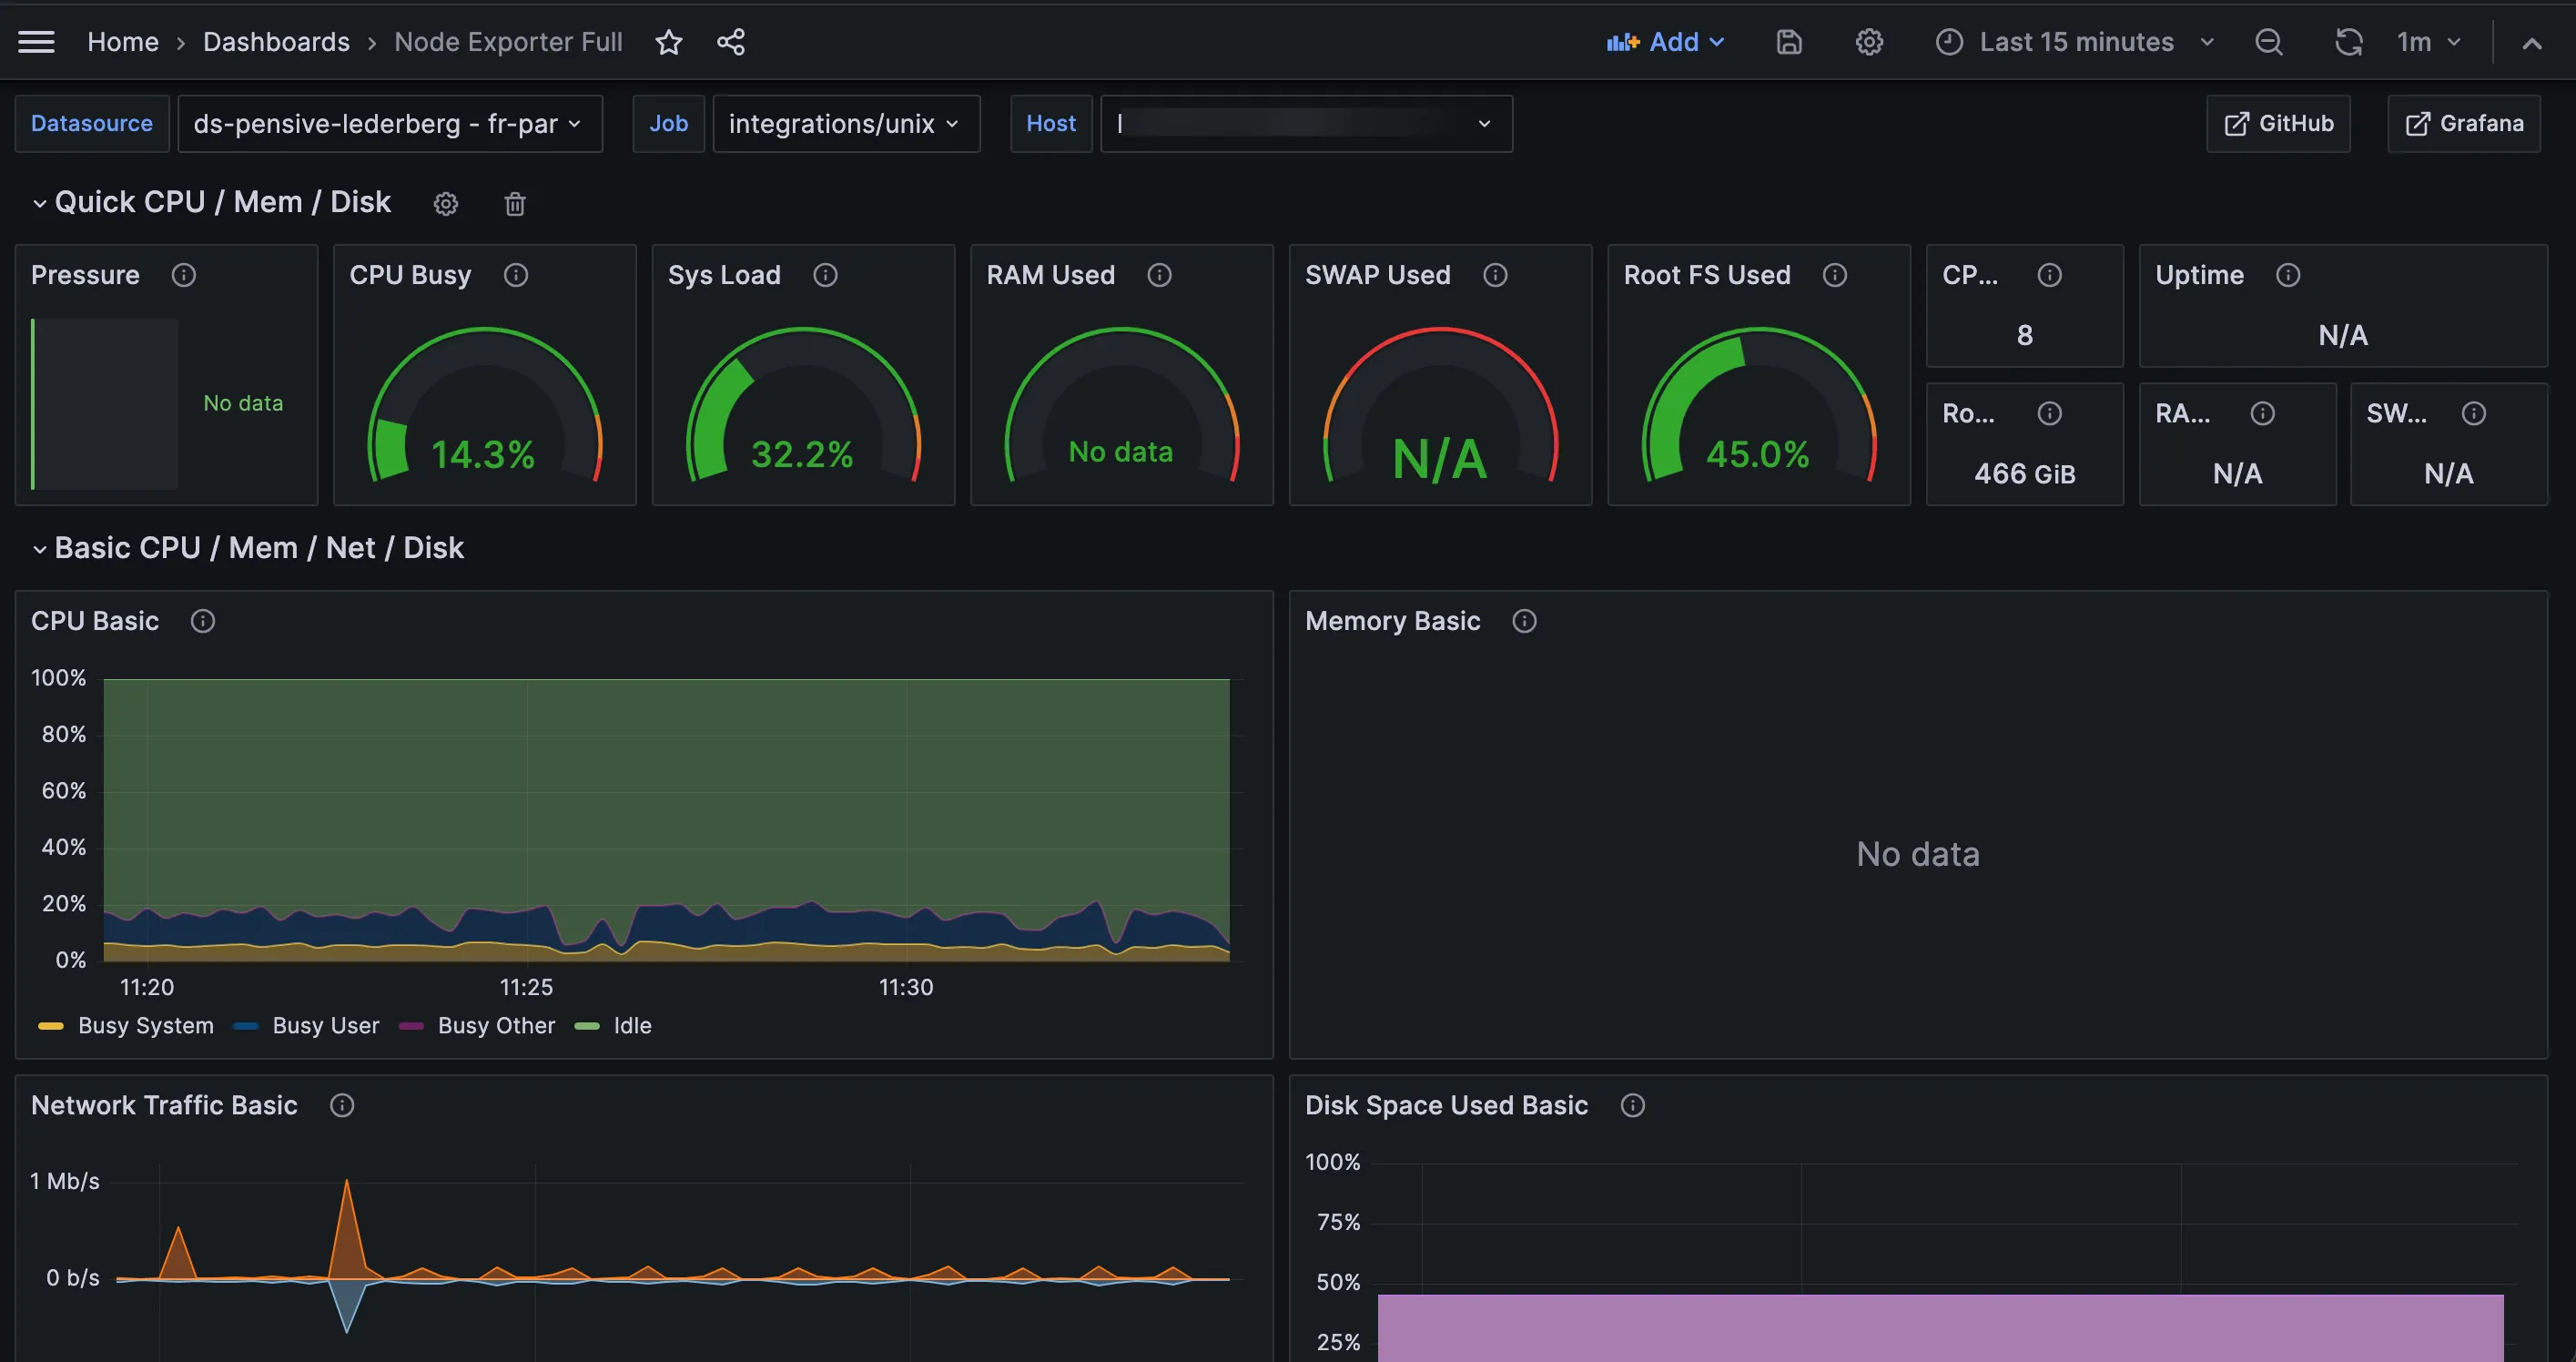 Home > Dashboards > Node Exporter Full Add Last 15 minutes 1m
Datasource ds-pensive-lederberg - fr-par Job integrations/unix Host GitHub Grafana
Quick CPU / Mem / Disk
Pressure CPU Busy Sys Load RAM Used SWAP Used Root FS Used CP... Uptime
8 N/A
No data 14.3% 32.2% No data N/A 45.0%
Ro... RA... SW...
466 GiB N/A N/A
Basic CPU / Mem / Net / Disk
CPU Basic
100%
80%
60%
40%
20%
0%
11:20 11:25 11:30
Busy System Busy User Busy Other Idle
Memory Basic
No data
Network Traffic Basic
1 Mb/s
0 b/s
Disk Space Used Basic
100%
75%
50%
25%